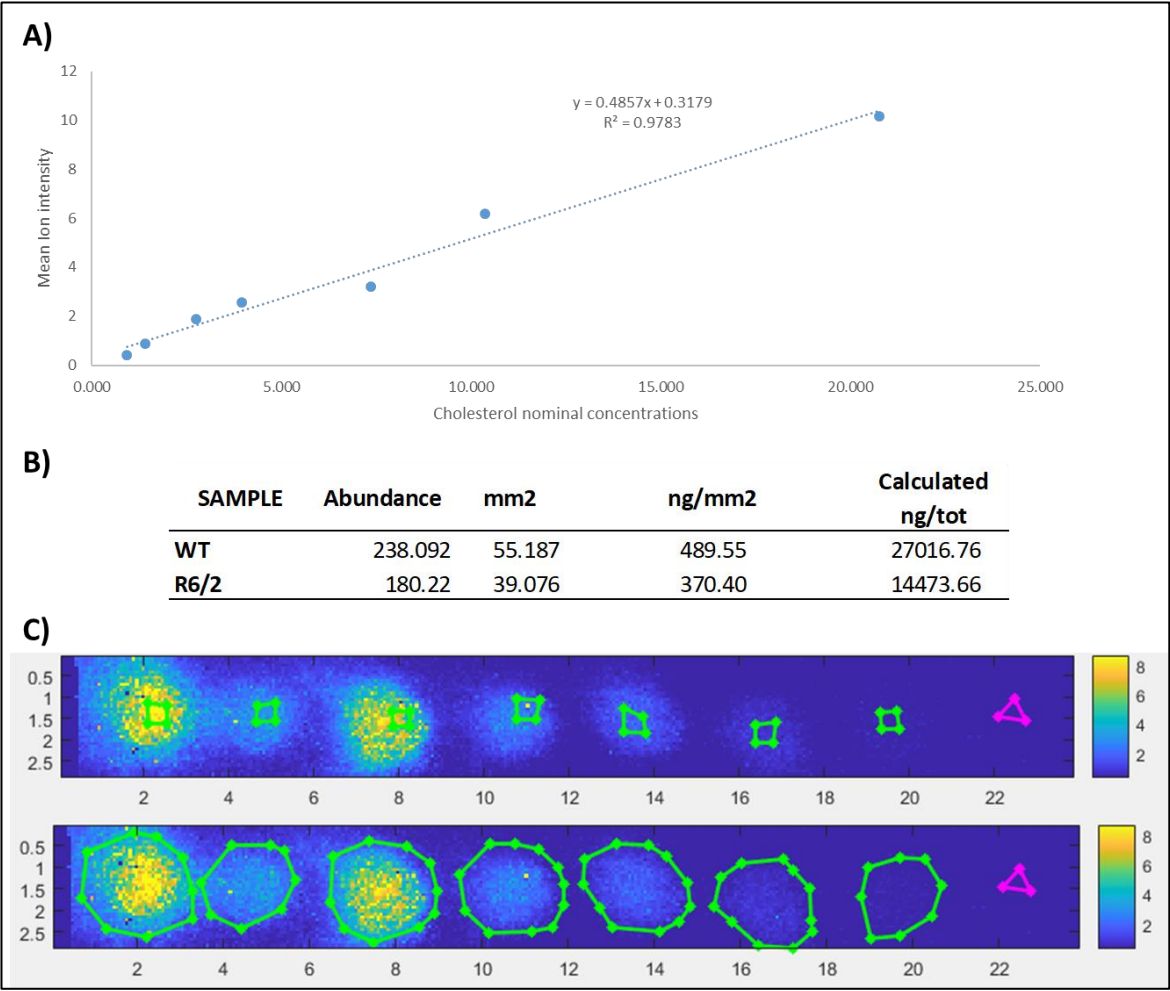 A)
12
10
8
6
4
2
0
Mean Ion intensity
y = 0.4857x + 0.3179
R² = 0.9783
0.000 5.000 10.000 15.000 20.000 25.000
Cholesterol nominal concentrations
B)
SAMPLE Abundance mm2 ng/mm2 Calculated ng/tot
WT 238.092 55.187 489.55 27016.76
R6/2 180.22 39.076 370.40 14473.66
C)
0.5
1
1.5
2
2.5
2 4 6 8 10 12 14 16 18 20 22
8
6
4
2
0.5
1
1.5
2
2.5
2 4 6 8 10 12 14 16 18 20 22
8
6
4
2